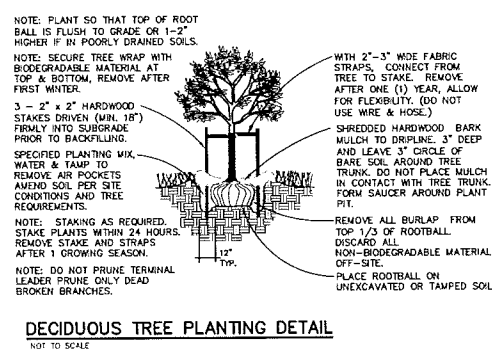 NOTE: PLANT SO THAT TOP OF ROOT
BALL IS FLUSH TO GRADE OR 1-2"
HIGHER IF IN POORLY DRAINED SOILS.
NOTE: SECURE TREE WRAP WITH
BIODEGRADABLE MATERIAL AT
TOP & BOTTOM, REMOVE AFTER
FIRST WINTER.
3 - 2" x 2" HARDWOOD
STAKES DRIVEN (MIN. 18")
FIRMLY INTO SUBGRADE
PRIOR TO BACKFILLING.
SPECIFIED PLANTING MIX,
WATER & TAMP TO
REMOVE AIR POCKETS
AMEND SOIL PER SITE
CONDITIONS AND TREE
REQUIREMENTS.
NOTE: STAKING AS REQUIRED.
STAKE PLANTS WITHIN 24 HOURS.
REMOVE STAKE AND STRAPS
AFTER 1 GROWING SEASON.
NOTE: DO NOT PRUNE TERMINAL
LEADER PRUNE ONLY DEAD
BROKEN BRANCHES.
12"
TYP.
WITH 2"-3" WIDE FABRIC
STRAPS, CONNECT FROM
TREE TO STAKE. REMOVE
AFTER ONE (1) YEAR, ALLOW
FOR FLEXIBILITY. (DO NOT
USE WIRE & HOSE.)
SHREDDED HARDWOOD BARK
MULCH TO DRIPLINE. 3" DEEP
AND LEAVE 3" CIRCLE OF
BARE SOIL AROUND TREE
TRUNK. DO NOT PLACE MULCH
IN CONTACT WITH TREE TRUNK.
FORM SAUCER AROUND PLANT
PIT.
REMOVE ALL BURLAP FROM
TOP 1/3 OF ROOTBALL.
DISCARD ALL
NON-BIODEGRADABLE MATERIAL
OFF-SITE.
PLACE ROOTBALL ON
UNEXCAVATED OR TAMPED SOIL
DECIDUOUS TREE PLANTING DETAIL
NOT TO SCALE